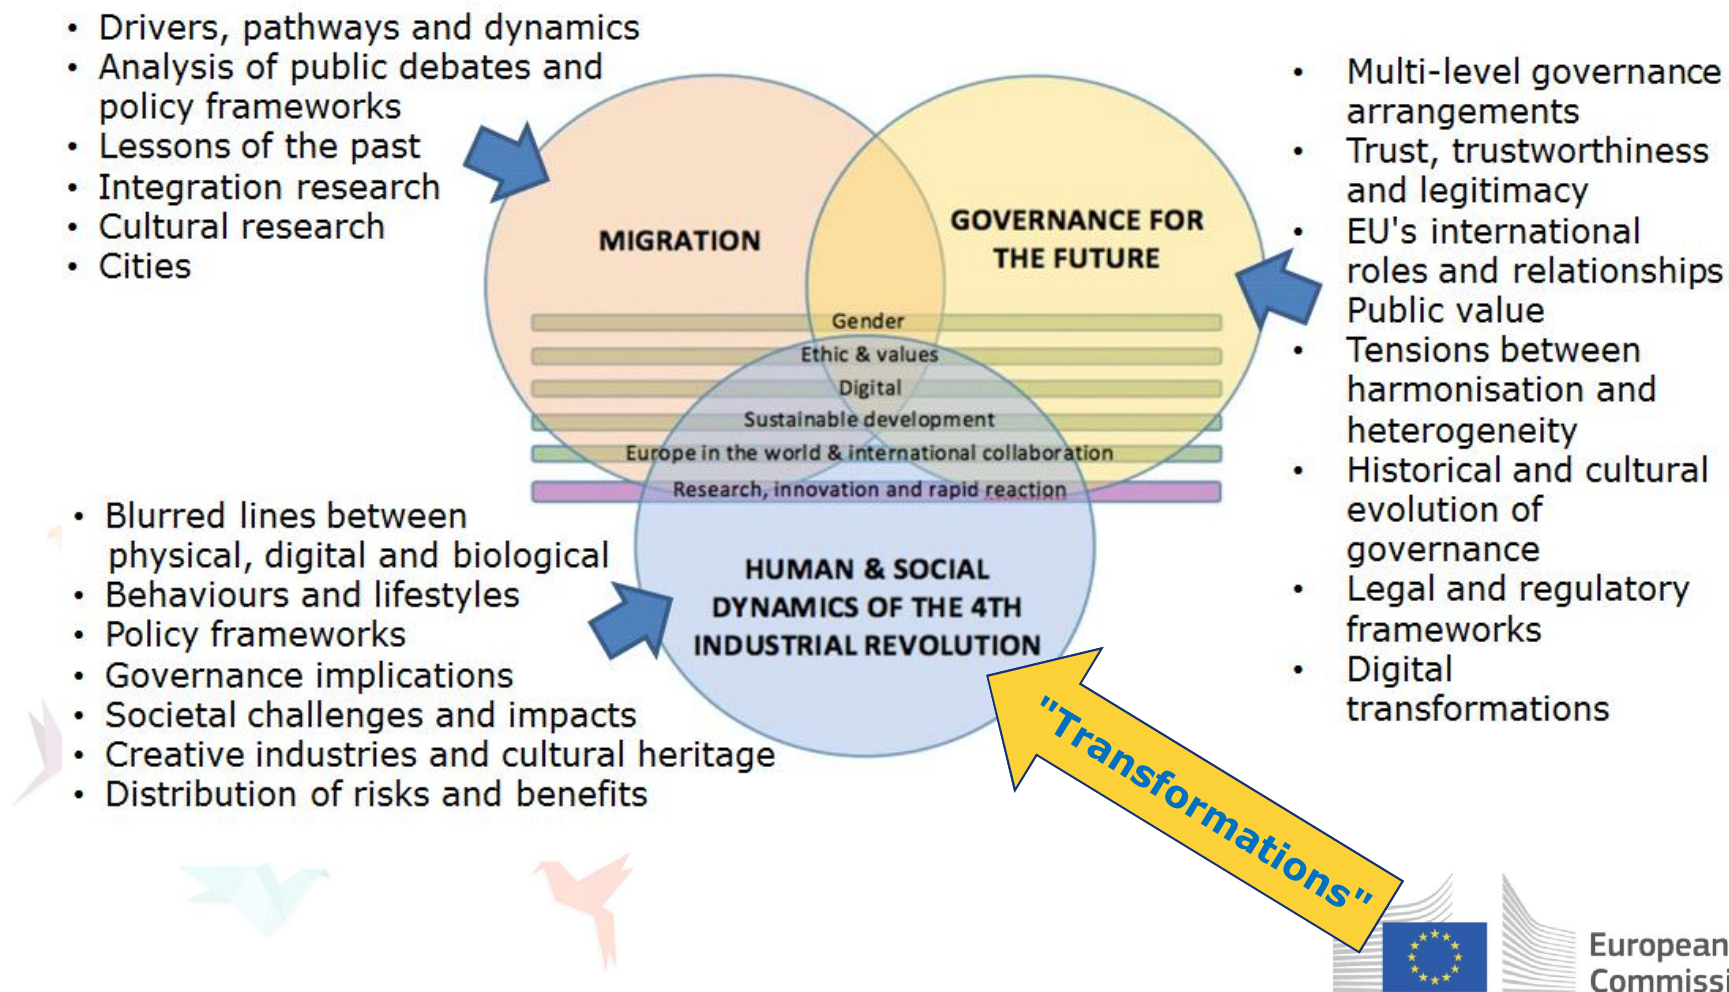 • Drivers, pathways and dynamics
• Analysis of public debates and
policy frameworks
• Lessons of the past
• Integration research
• Cultural research
• Cities
MIGRATION
GOVERNANCE FOR
THE FUTURE
• Multi-level governance
arrangements
• Trust, trustworthiness
and legitimacy
• EU's international
roles and relationships
Public value
• Tensions between
harmonisation and
heterogeneity
• Historical and cultural
evolution of
governance
• Legal and regulatory
frameworks
• Digital
transformations
Gender
Ethic & values
Digital
Sustainable development
Europe in the world & international collaboration
Research, innovation and rapid reaction
• Blurred lines between
physical, digital and biological
• Behaviours and lifestyles
• Policy frameworks
• Governance implications
• Societal challenges and impacts
• Creative industries and cultural heritage
• Distribution of risks and benefits
HUMAN & SOCIAL
DYNAMICS OF THE 4TH
INDUSTRIAL REVOLUTION
"Transformations"
European
Commissi